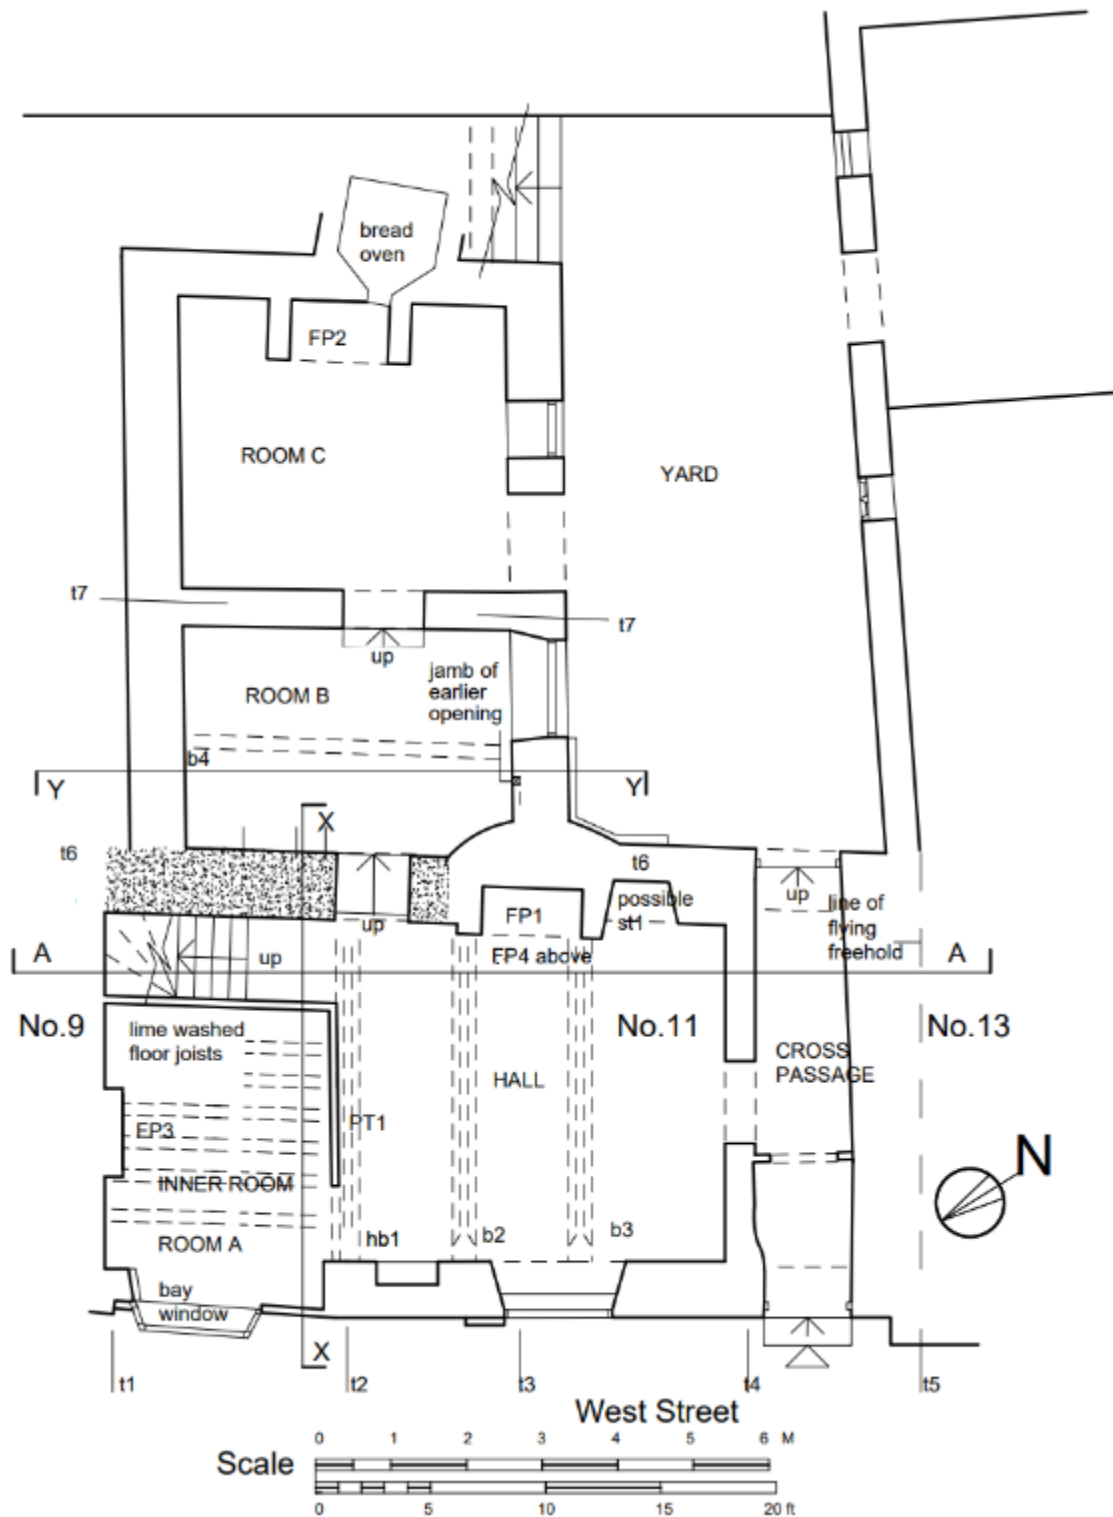 bread
oven
FP2
ROOM C
YARD
t7
t7
up
jamb of
earlier
opening
ROOM B
b4
Y
Y
X
t6
t6
up
possible
st1
up
line of
flying
freehold
FP1
FP4 above
A
up
A
No.9
No.11
No.13
lime washed
floor joists
CROSS
PASSAGE
HALL
FP3
PT1
N
INNER ROOM
ROOM A
hb1
b2
b3
bay
window
X
t1
t2
t3
t4
t5
West Street
Scale
0 1 2 3 4 5 6 M
0 5 10 15 20 ft